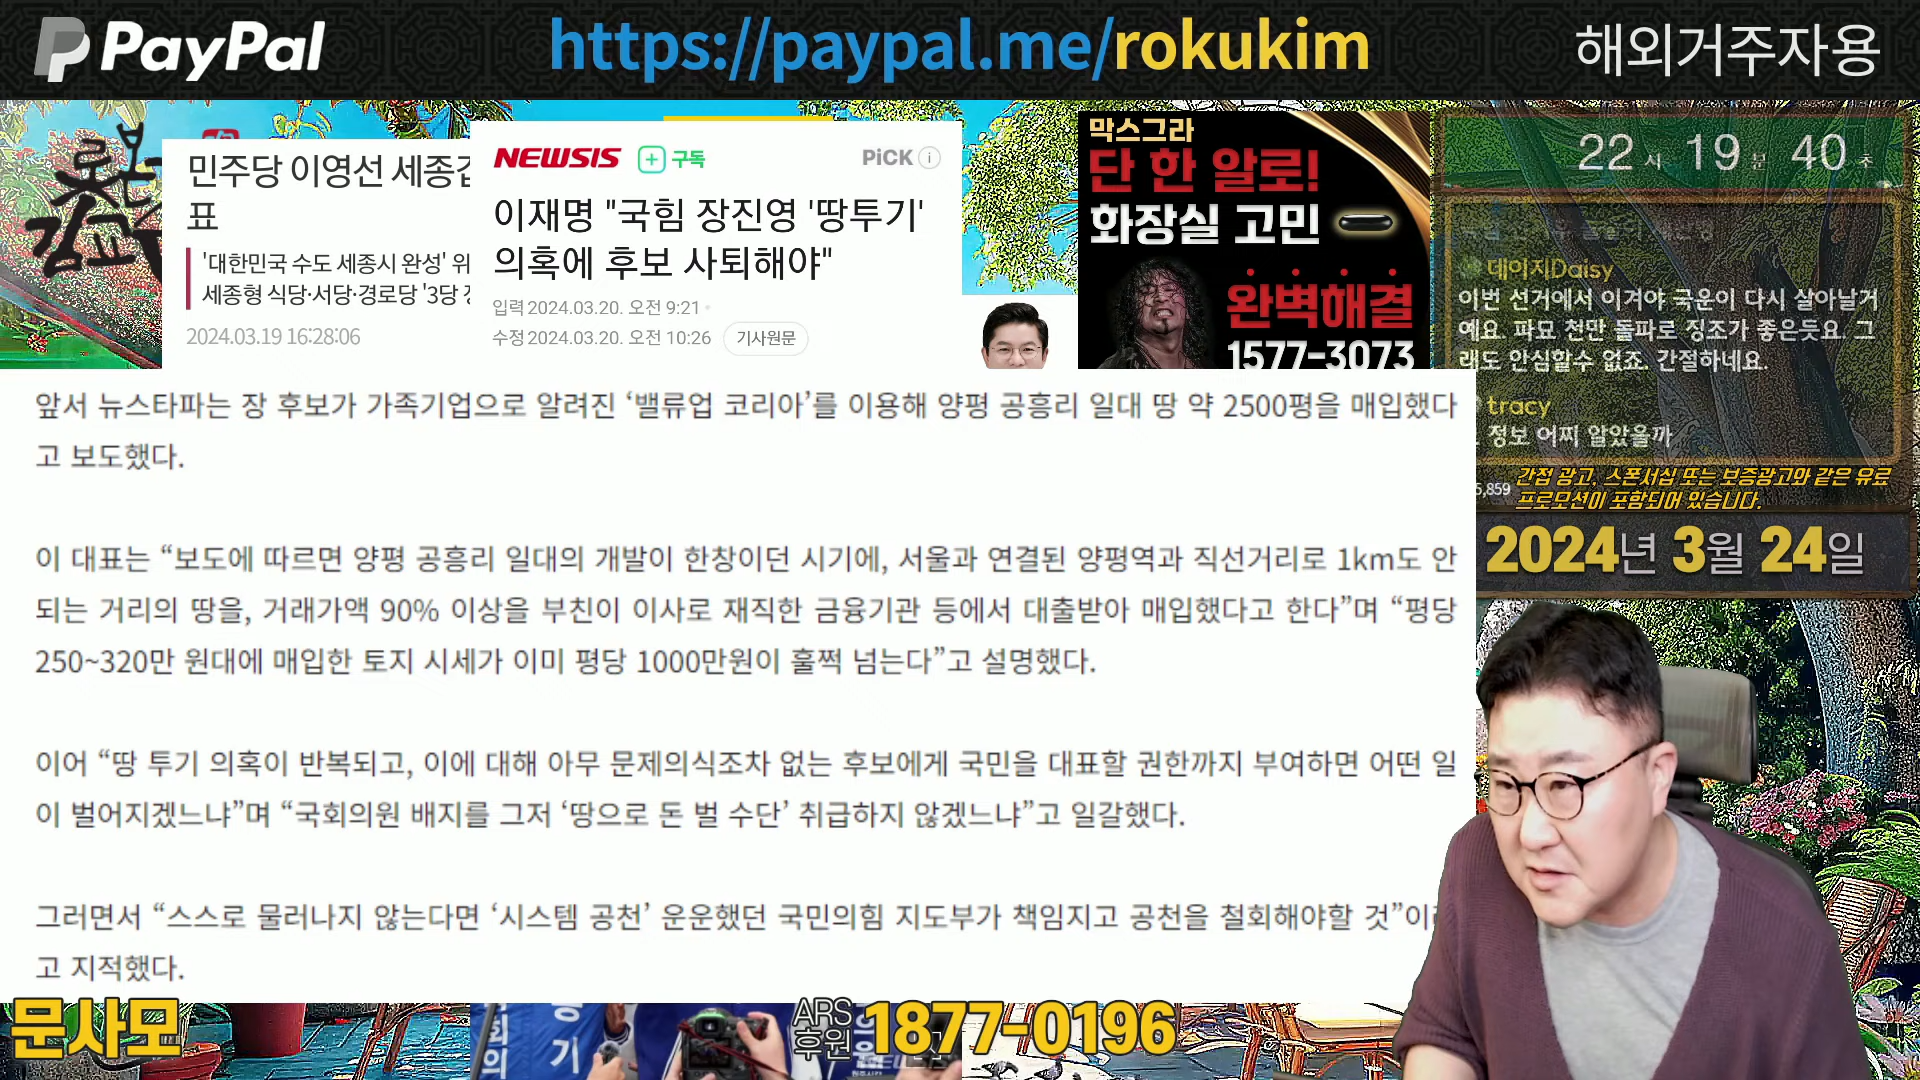 PayPal
https://paypal.me/rokukim
해외거주자용
민주당 이영선 세종갑
표
'대한민국 수도 세종시 완성' 위
세종형 식당·서당·경로당 '3당
2024.03.19 16:28:06
NEWSIS
구독
PiCK
이재명 "국힘 장진영 '땅투기'
의혹에 후보 사퇴해야"
입력 2024.03.20. 오전 9:21
수정 2024.03.20. 오전 10:26
기사원문
막스그라
단 한 알로!
화장실 고민
완벽해결
1577-3073
22시 19분 40초
데이지Daisy
이번 선거에서 이겨야 국운이 다시 살아날거
예요. 파묘 천만 돌파로 징조가 좋은듯요. 그
래도 안심할수 없죠. 간절하네요.
tracy
정보 어찌 알았을까
5,859
간접 광고, 스폰서십 또는 보증광고와 같은 유료
프로모션이 포함되어 있습니다.
2024년 3월 24일
앞서 뉴스타파는 장 후보가 가족기업으로 알려진 ‘밸류업 코리아’를 이용해 양평 공흥리 일대 땅 약 2500평을 매입했다
고 보도했다.
이 대표는 “보도에 따르면 양평 공흥리 일대의 개발이 한창이던 시기에, 서울과 연결된 양평역과 직선거리로 1km도 안
되는 거리의 땅을, 거래가액 90% 이상을 부친이 이사로 재직한 금융기관 등에서 대출받아 매입했다고 한다”며 “평당
250~320만 원대에 매입한 토지 시세가 이미 평당 1000만원이 훌쩍 넘는다”고 설명했다.
이어 “땅 투기 의혹이 반복되고, 이에 대해 아무 문제의식조차 없는 후보에게 국민을 대표할 권한까지 부여하면 어떤 일
이 벌어지겠느냐”며 “국회의원 배지를 그저 ‘땅으로 돈 벌 수단’ 취급하지 않겠느냐”고 일갈했다.
그러면서 “스스로 물러나지 않는다면 ‘시스템 공천’ 운운했던 국민의힘 지도부가 책임지고 공천을 철회해야할 것”이라
고 지적했다.
문사모
ARS
후원
1877-0196